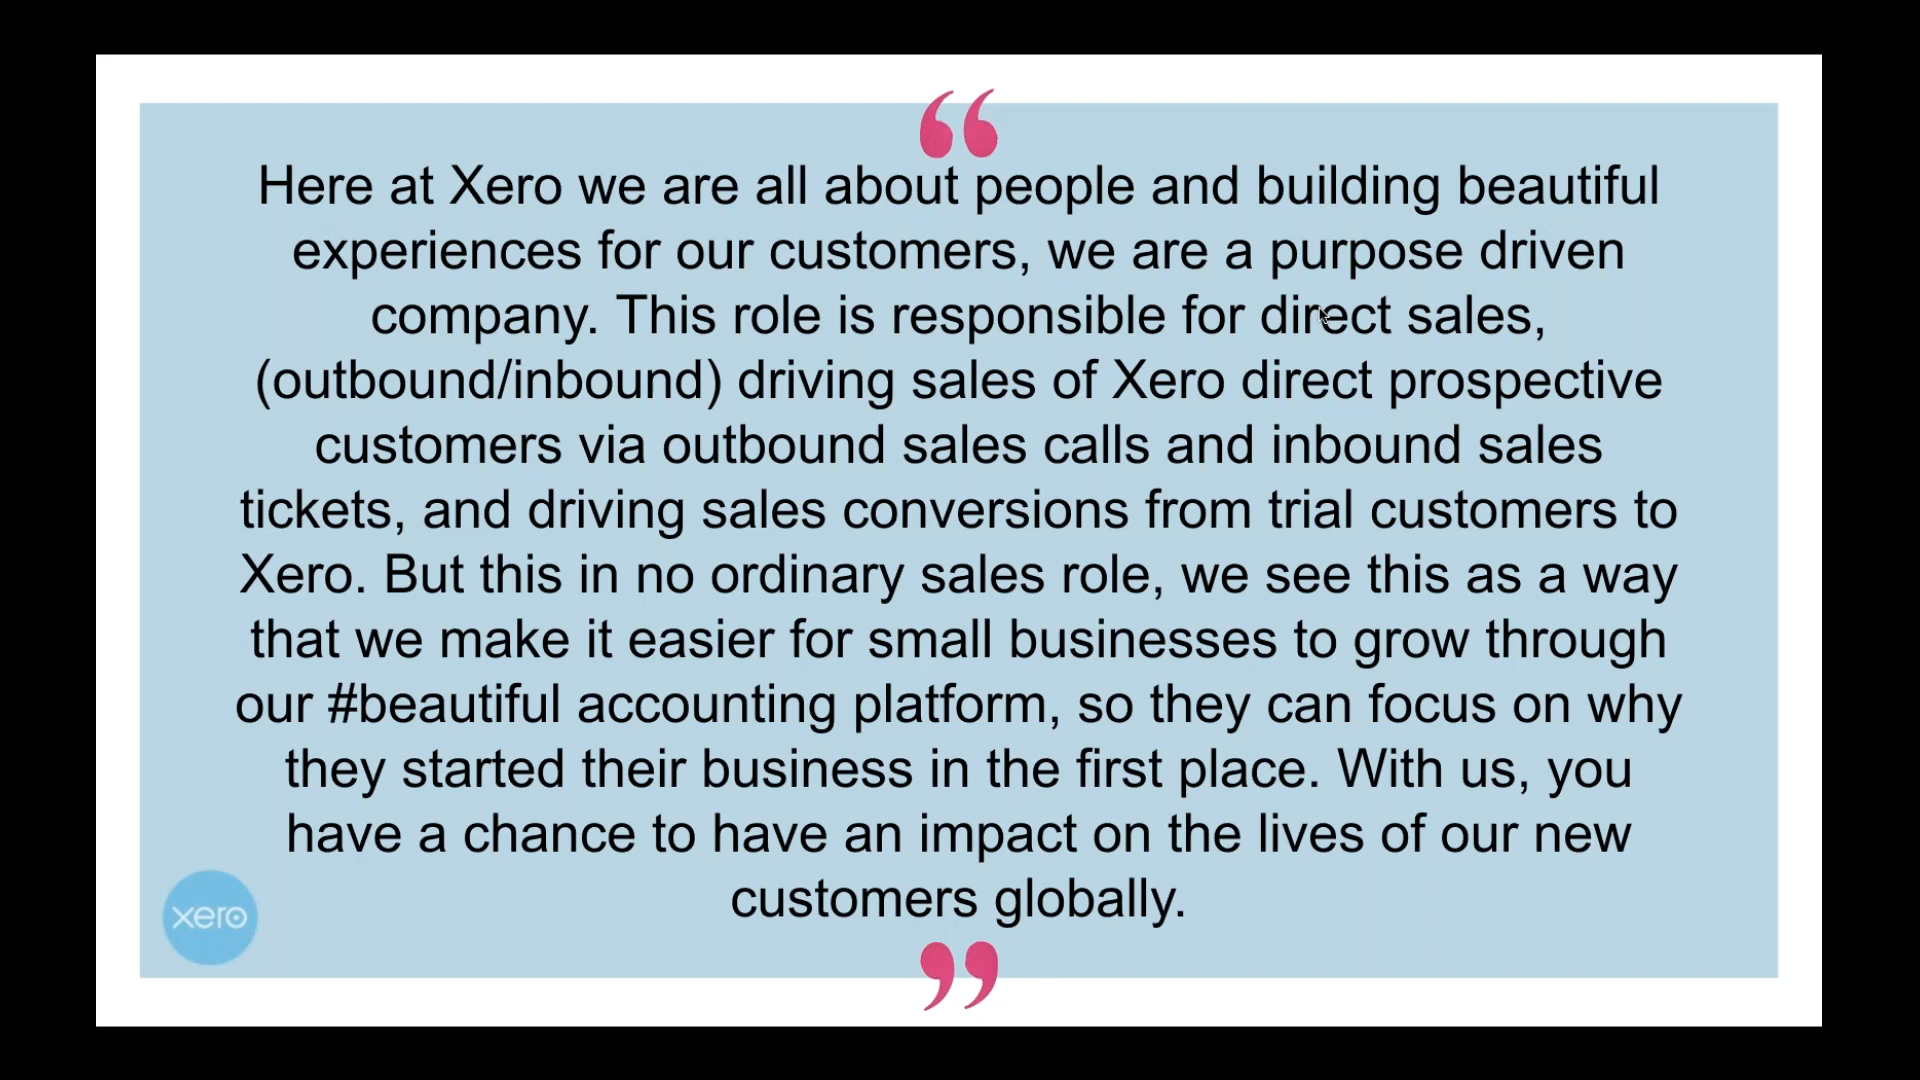 “
Here at Xero we are all about people and building beautiful
experiences for our customers, we are a purpose driven
company. This role is responsible for direct sales,
(outbound/inbound) driving sales of Xero direct prospective
customers via outbound sales calls and inbound sales
tickets, and driving sales conversions from trial customers to
Xero. But this in no ordinary sales role, we see this as a way
that we make it easier for small businesses to grow through
our #beautiful accounting platform, so they can focus on why
they started their business in the first place. With us, you
have a chance to have an impact on the lives of our new
customers globally.
xero
”